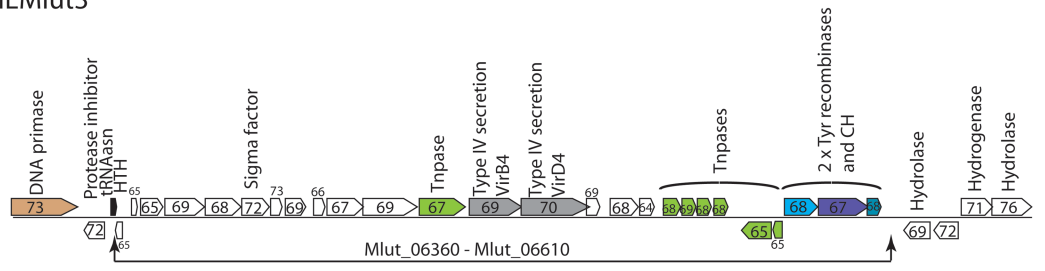 DNA primase
Protease inhibitor
tRNAasn
HTH
Sigma factor
Tnpase
Type IV secretion
VirB4
Type IV secretion
VirD4
Tnpases
2 x Tyr recombinases
and CH
Hydrolase
Hydrogenase
Hydrolase
73 65 65 69 68 72 73 69 66 67 69 67 69 70 69 68 64 68 69 68 68 68 67 68 71 76
72 65 65 65 69 72
Mlut_06360 - Mlut_06610